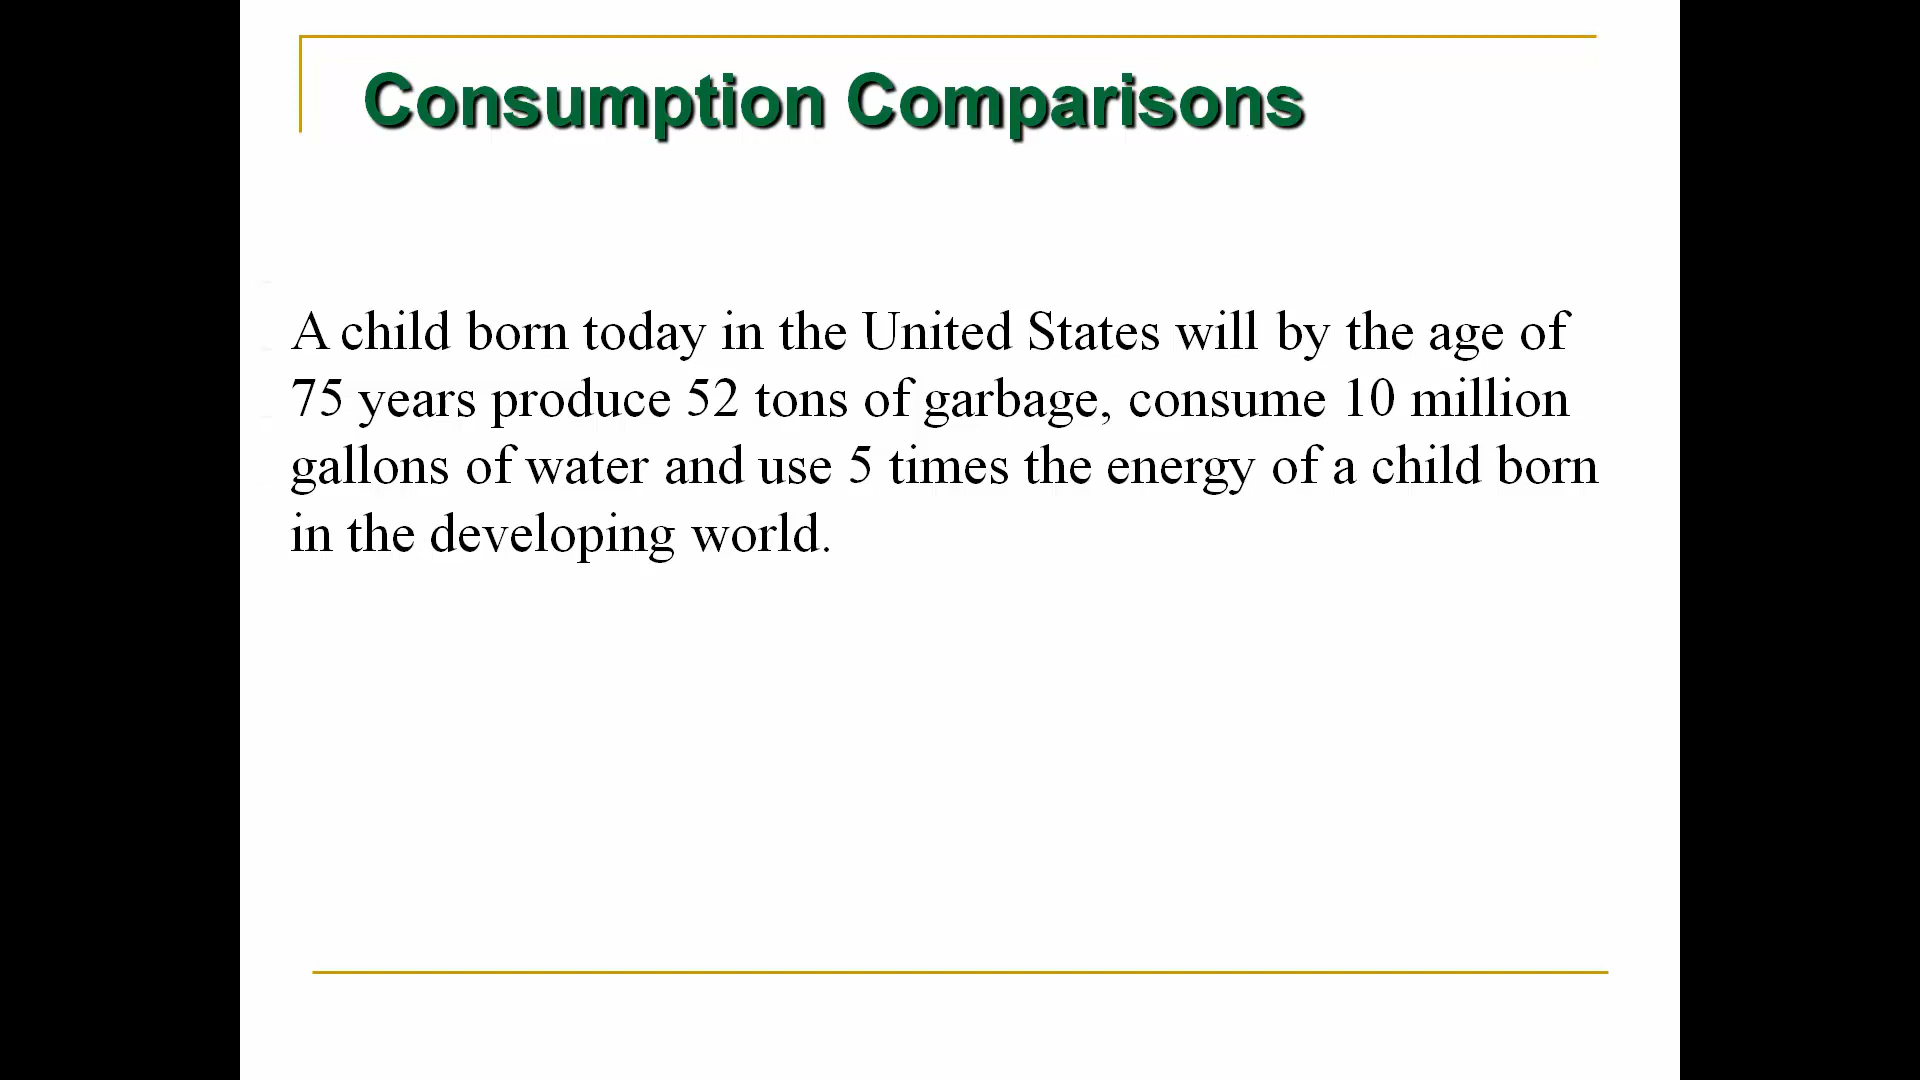 Consumption Comparisons
A child born today in the United States will by the age of
75 years produce 52 tons of garbage, consume 10 million
gallons of water and use 5 times the energy of a child born
in the developing world.